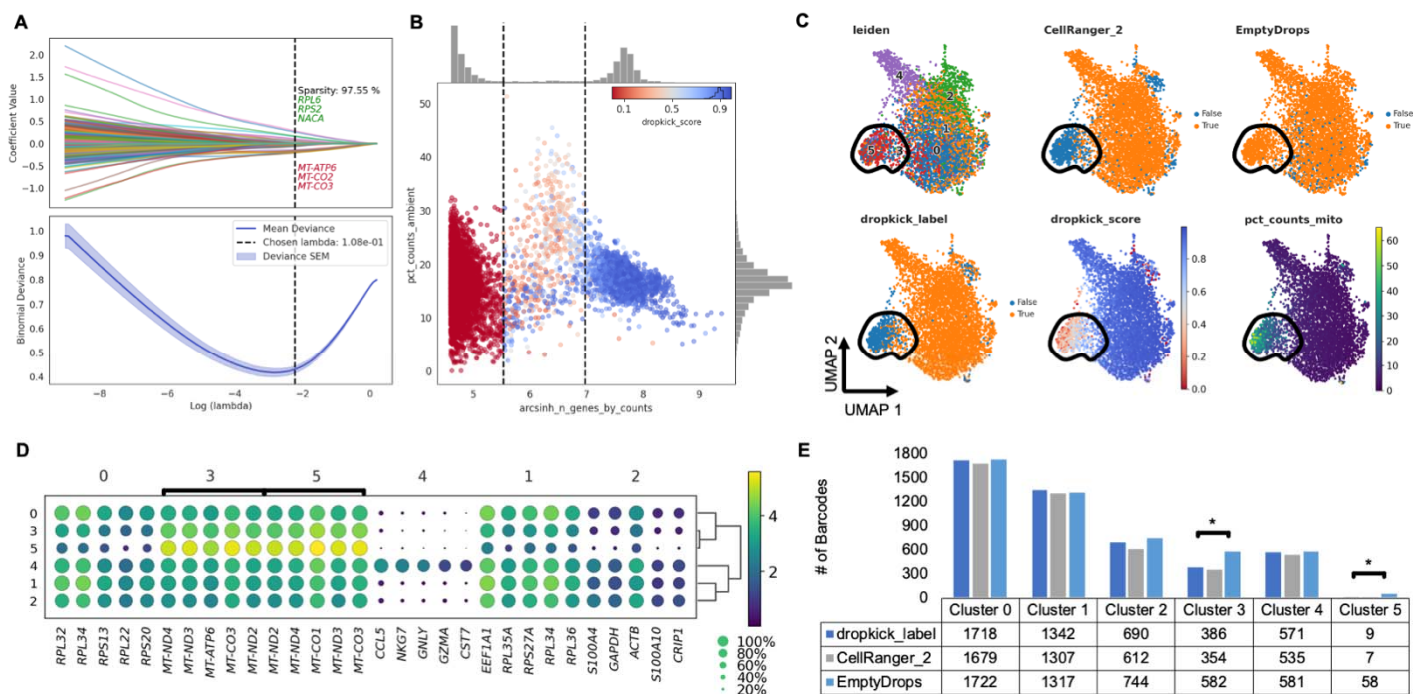 A
Coefficient Value
2.0
1.5
1.0
0.5
0.0
-0.5
-1.0
Sparsity: 97.55 %
RPL6
RPS2
NACA
MT-ATP6
MT-CO2
MT-CO3
Binomial Deviance
1.0
0.9
0.8
0.7
0.6
0.5
0.4
Mean Deviance
Chosen lambda: 1.08e-01
Deviance SEM
−8 −6 −4 −2 0
Log (lambda)
B
pct_counts_ambient
50
40
30
20
10
0
0.1 0.5 0.9
dropkick_score
5 6 7 8 9
arcsinh_n_genes_by_counts
C
leiden
4
2
1
5 3 0
CellRanger_2
False
True
EmptyDrops
False
True
dropkick_label
False
True
dropkick_score
0.8
0.6
0.4
0.2
0.0
pct_counts_mito
60
50
40
30
20
10
0
UMAP 2
UMAP 1
D
0 3 5 4 1 2
0
3
5
4
1
2
RPL32 RPL34 RPS13 RPL22 RPS20 MT-ND4 MT-ND3 MT-ATP6 MT-CO3 MT-ND2 MT-ND2 MT-ND4 MT-CO1 MT-ND3 MT-CO3 CCL5 NKG7 GNLY GZMA CST7 EEF1A1 RPL35A RPS27A RPL34 RPL36 S100A4 GAPDH ACTB S100A10 CRIP1
4
2
100%
80%
60%
40%
20%
E
# of Barcodes
1800
1500
1200
900
600
300
0
*
*
Cluster 0 Cluster 1 Cluster 2 Cluster 3 Cluster 4 Cluster 5
dropkick_label 1718 1342 690 386 571 9
CellRanger_2 1679 1307 612 354 535 7
EmptyDrops 1722 1317 744 582 581 58